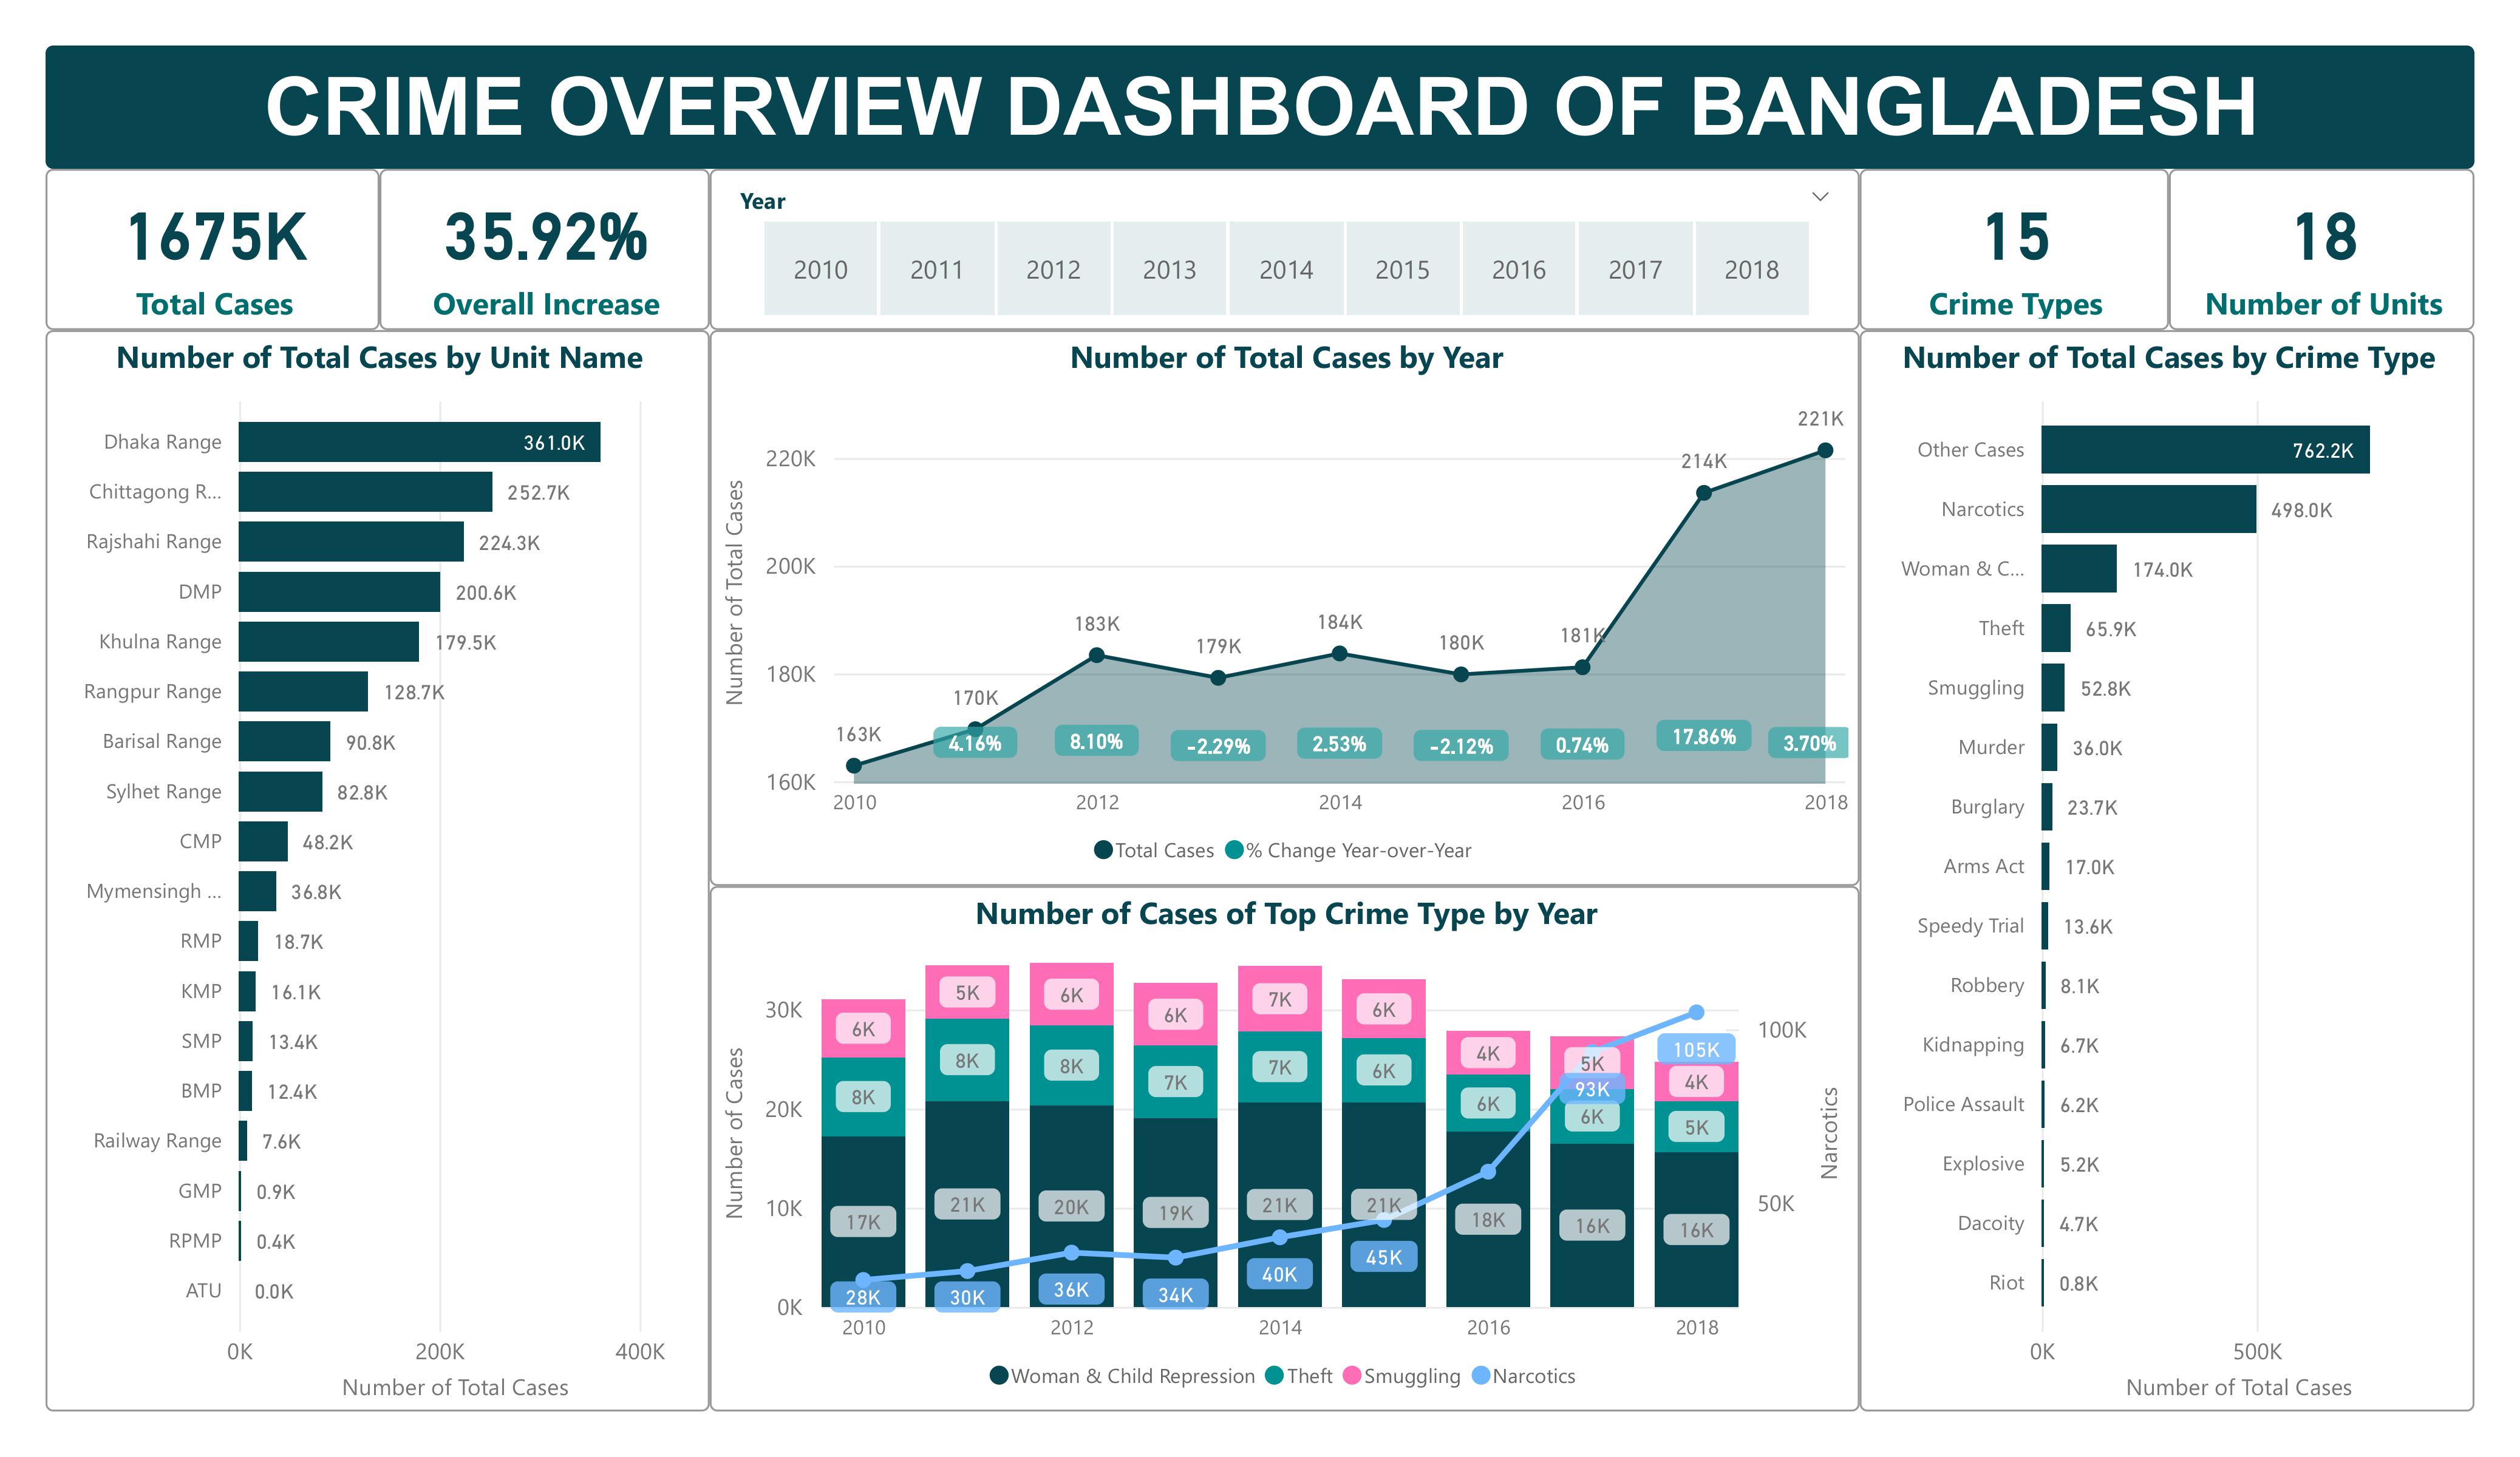 CRIME OVERVIEW DASHBOARD OF BANGLADESH
1675K
Total Cases
35.92%
Overall Increase
Year
2010 2011 2012 2013 2014 2015 2016 2017 2018
15
Crime Types
18
Number of Units
Number of Total Cases by Unit Name
Dhaka Range 361.0K
Chittagong R... 252.7K
Rajshahi Range 224.3K
DMP 200.6K
Khulna Range 179.5K
Rangpur Range 128.7K
Barisal Range 90.8K
Sylhet Range 82.8K
CMP 48.2K
Mymensingh ... 36.8K
RMP 18.7K
KMP 16.1K
SMP 13.4K
BMP 12.4K
Railway Range 7.6K
GMP 0.9K
RPMP 0.4K
ATU 0.0K
0K 200K 400K
Number of Total Cases
Number of Total Cases by Year
Number of Total Cases
220K
200K
180K
160K
163K 170K 183K 179K 184K 180K 181K 214K 221K
4.16% 8.10% -2.29% 2.53% -2.12% 0.74% 17.86% 3.70%
2010 2012 2014 2016 2018
Total Cases % Change Year-over-Year
Number of Cases of Top Crime Type by Year
Number of Cases
30K
20K
10K
0K
6K 5K 6K 6K 7K 6K 4K 5K 4K
8K 8K 8K 7K 7K 6K 6K 6K 5K
17K 21K 20K 19K 21K 21K 18K 16K 16K
28K 30K 36K 34K 40K 45K 93K 105K
100K
50K
Narcotics
2010 2012 2014 2016 2018
Woman & Child Repression Theft Smuggling Narcotics
Number of Total Cases by Crime Type
Other Cases 762.2K
Narcotics 498.0K
Woman & C... 174.0K
Theft 65.9K
Smuggling 52.8K
Murder 36.0K
Burglary 23.7K
Arms Act 17.0K
Speedy Trial 13.6K
Robbery 8.1K
Kidnapping 6.7K
Police Assault 6.2K
Explosive 5.2K
Dacoity 4.7K
Riot 0.8K
0K 500K
Number of Total Cases